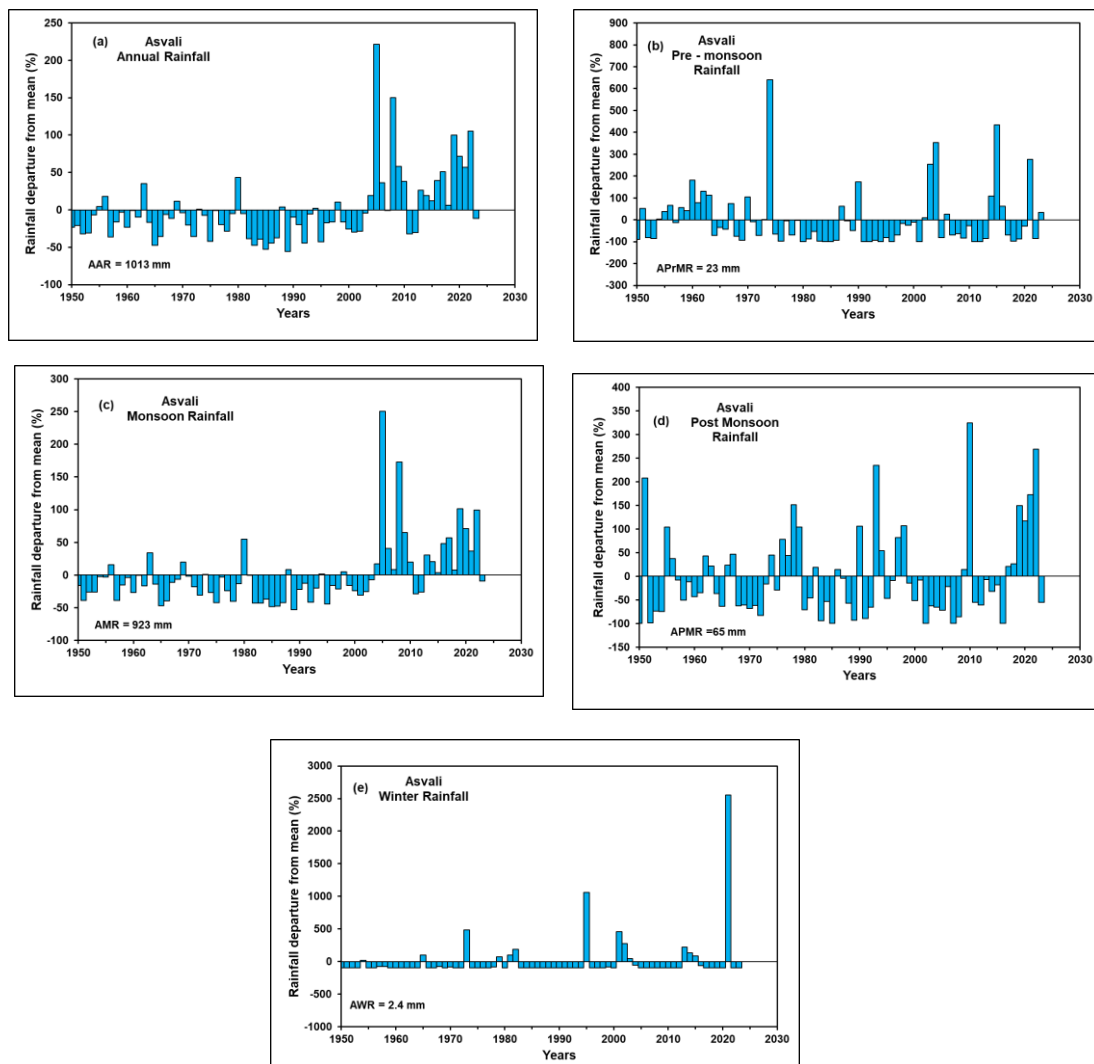 (a)
Asvali
Annual Rainfall
Rainfall departure from mean (%)
250
200
150
100
50
0
-50
-100
AAR = 1013 mm
1950 1960 1970 1980 1990 2000 2010 2020 2030
Years
(b)
Asvali
Pre - monsoon
Rainfall
Rainfall departure from mean (%)
900
800
700
600
500
400
300
200
100
0
-100
-200
-300
APrMR = 23 mm
1950 1960 1970 1980 1990 2000 2010 2020 2030
Years
(c)
Asvali
Monsoon Rainfall
Rainfall departure from mean (%)
300
250
200
150
100
50
0
-50
-100
AMR = 923 mm
1950 1960 1970 1980 1990 2000 2010 2020 2030
Years
(d)
Asvali
Post Monsoon
Rainfall
Rainfall departure from mean (%)
400
350
300
250
200
150
100
50
0
-50
-100
-150
APMR =65 mm
1950 1960 1970 1980 1990 2000 2010 2020 2030
Years
(e)
Asvali
Winter Rainfall
Rainfall departure from mean (%)
3000
2500
2000
1500
1000
500
0
-500
-1000
AWR = 2.4 mm
1950 1960 1970 1980 1990 2000 2010 2020 2030
Years